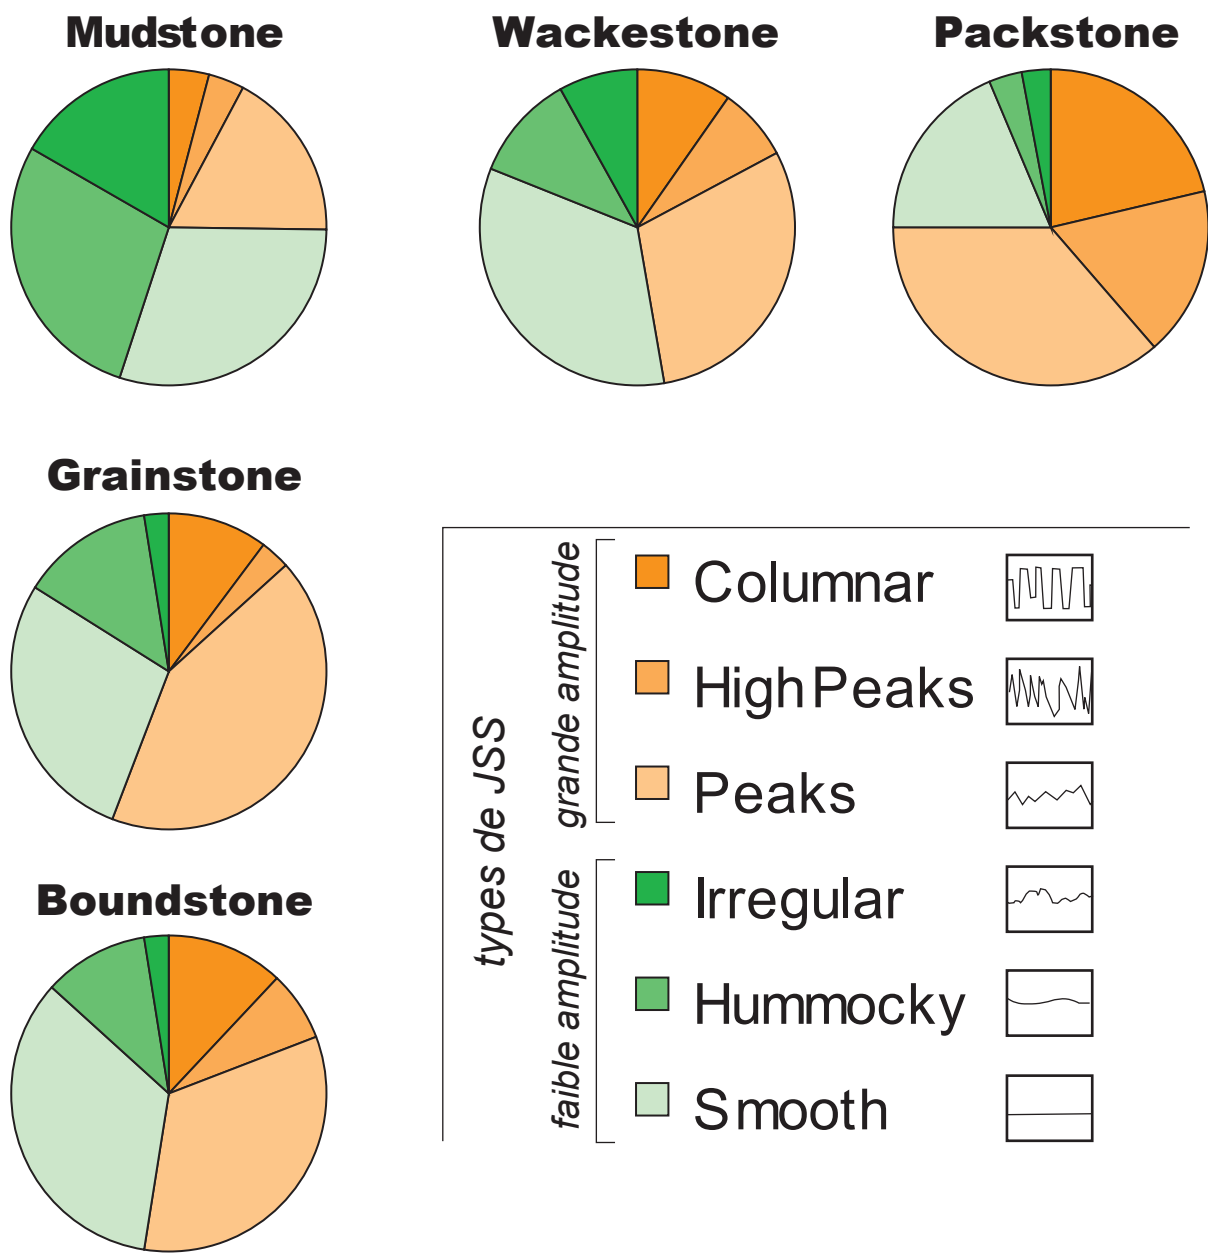 Mudstone
Wackestone
Packstone
Grainstone
Boundstone
types de JSS
grande amplitude
Columnar
High Peaks
Peaks
faible amplitude
Irregular
Hummocky
Smooth